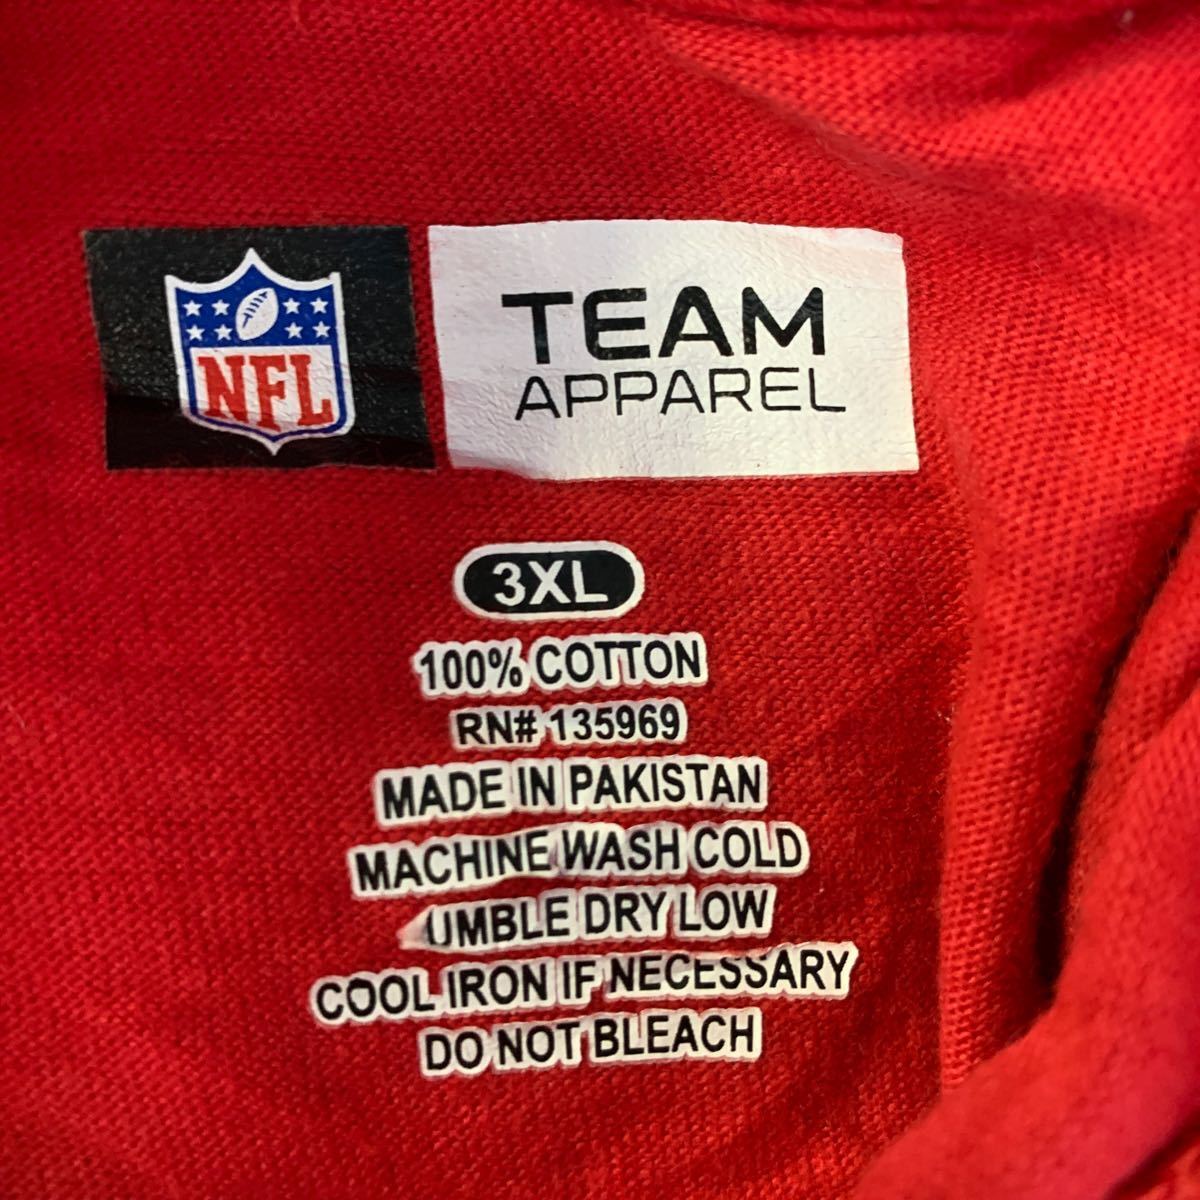 NFL
TEAM
APPAREL
3XL
100% COTTON
RN# 135969
MADE IN PAKISTAN
MACHINE WASH COLD
UMBLE DRY LOW
COOL IRON IF NECESSARY
DO NOT BLEACH